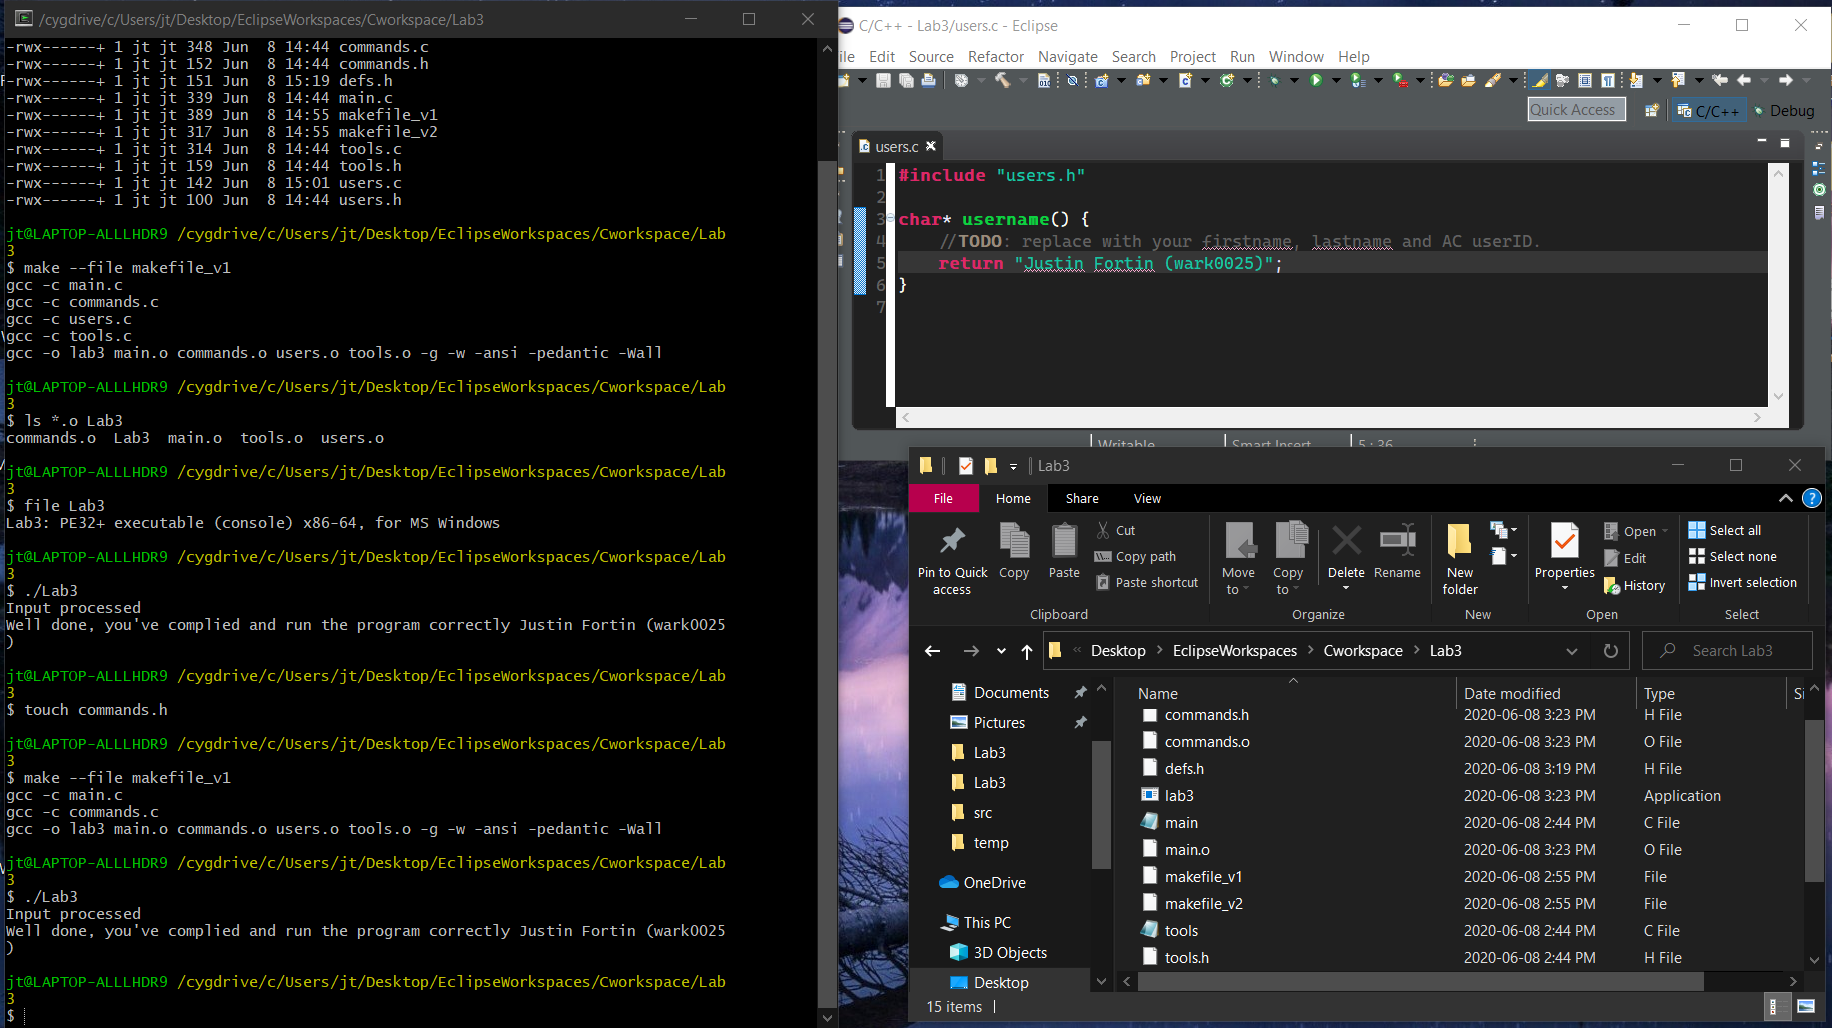 /cygdrive/c/Users/jt/Desktop/EclipseWorkspaces/Cworkspace/Lab3
-rwx------+ 1 jt jt 348 Jun  8 14:44 commands.c
-rwx------+ 1 jt jt 152 Jun  8 14:44 commands.h
-rwx------+ 1 jt jt 151 Jun  8 15:19 defs.h
-rwx------+ 1 jt jt 339 Jun  8 14:44 main.c
-rwx------+ 1 jt jt 389 Jun  8 14:55 makefile_v1
-rwx------+ 1 jt jt 317 Jun  8 14:55 makefile_v2
-rwx------+ 1 jt jt 314 Jun  8 14:44 tools.c
-rwx------+ 1 jt jt 159 Jun  8 14:44 tools.h
-rwx------+ 1 jt jt 142 Jun  8 15:01 users.c
-rwx------+ 1 jt jt 100 Jun  8 14:44 users.h
jt@LAPTOP-ALLLHDR9 /cygdrive/c/Users/jt/Desktop/EclipseWorkspaces/Cworkspace/Lab
3
$ make --file makefile_v1
gcc -c main.c
gcc -c commands.c
gcc -c users.c
gcc -c tools.c
gcc -o lab3 main.o commands.o users.o tools.o -g -w -ansi -pedantic -Wall
jt@LAPTOP-ALLLHDR9 /cygdrive/c/Users/jt/Desktop/EclipseWorkspaces/Cworkspace/Lab
3
$ ls *.o Lab3
commands.o  Lab3  main.o  tools.o  users.o
jt@LAPTOP-ALLLHDR9 /cygdrive/c/Users/jt/Desktop/EclipseWorkspaces/Cworkspace/Lab
3
$ file Lab3
Lab3: PE32+ executable (console) x86-64, for MS Windows
jt@LAPTOP-ALLLHDR9 /cygdrive/c/Users/jt/Desktop/EclipseWorkspaces/Cworkspace/Lab
3
$ ./Lab3
Input processed
Well done, you've complied and run the program correctly Justin Fortin (wark0025
)
jt@LAPTOP-ALLLHDR9 /cygdrive/c/Users/jt/Desktop/EclipseWorkspaces/Cworkspace/Lab
3
$ touch commands.h
jt@LAPTOP-ALLLHDR9 /cygdrive/c/Users/jt/Desktop/EclipseWorkspaces/Cworkspace/Lab
3
$ make --file makefile_v1
gcc -c main.c
gcc -c commands.c
gcc -o lab3 main.o commands.o users.o tools.o -g -w -ansi -pedantic -Wall
jt@LAPTOP-ALLLHDR9 /cygdrive/c/Users/jt/Desktop/EclipseWorkspaces/Cworkspace/Lab
3
$ ./Lab3
Input processed
Well done, you've complied and run the program correctly Justin Fortin (wark0025
)
jt@LAPTOP-ALLLHDR9 /cygdrive/c/Users/jt/Desktop/EclipseWorkspaces/Cworkspace/Lab
3
$
C/C++ - Lab3/users.c - Eclipse
ile Edit Source Refactor Navigate Search Project Run Window Help
Quick Access C/C++ Debug
users.c
1 #include "users.h"
2
3 char* username() {
4 //TODO: replace with your firstname, lastname and AC userID.
5 return "Justin Fortin (wark0025)";
6 }
7
Writable Smart Insert 5 : 36
Lab3
File Home Share View
Pin to Quick access
Copy
Paste
Cut
Copy path
Paste shortcut
Clipboard
Move to
Copy to
Delete
Rename
Organize
New folder
New
Properties
Open
Edit
History
Open
Select all
Select none
Invert selection
Select
« Desktop > EclipseWorkspaces > Cworkspace > Lab3
Search Lab3
Documents
Pictures
Lab3
Lab3
src
temp
OneDrive
This PC
3D Objects
Desktop
Name Date modified Type Si
commands.h 2020-06-08 3:23 PM H File
commands.o 2020-06-08 3:23 PM O File
defs.h 2020-06-08 3:19 PM H File
lab3 2020-06-08 3:23 PM Application
main 2020-06-08 2:44 PM C File
main.o 2020-06-08 3:23 PM O File
makefile_v1 2020-06-08 2:55 PM File
makefile_v2 2020-06-08 2:55 PM File
tools 2020-06-08 2:44 PM C File
tools.h 2020-06-08 2:44 PM H File
15 items